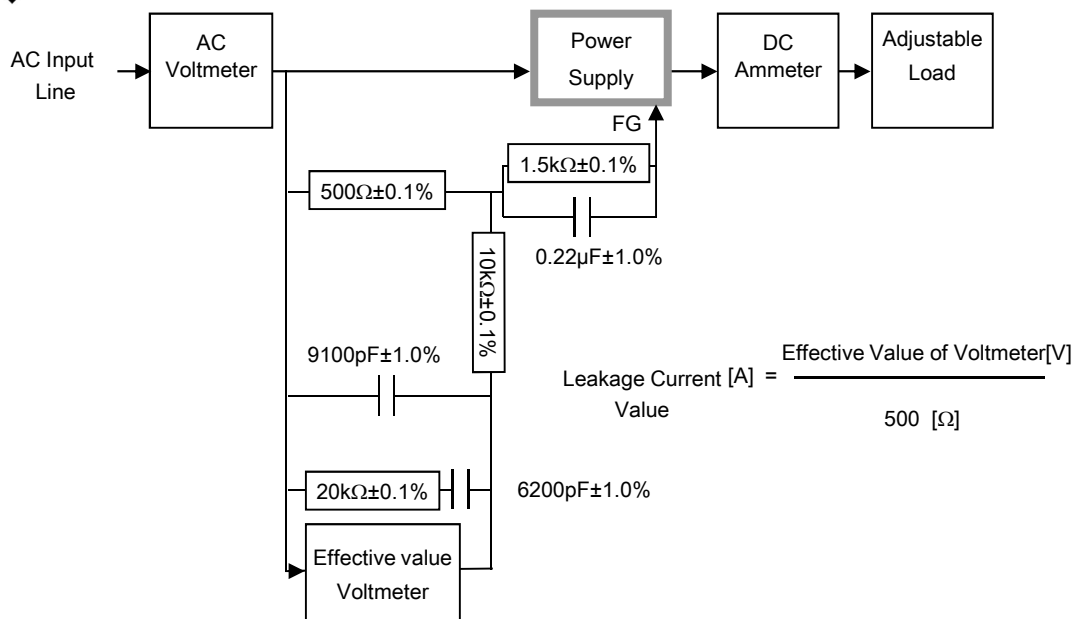 AC Input
Line
AC
Voltmeter
Power
Supply
DC
Ammeter
Adjustable
Load
FG
1.5kΩ±0.1%
500Ω±0.1%
0.22µF±1.0%
10kΩ±0.1%
9100pF±1.0%
Leakage Current [A] =
Value
Effective Value of Voltmeter[V]
500 [Ω]
20kΩ±0.1%
6200pF±1.0%
Effective value
Voltmeter